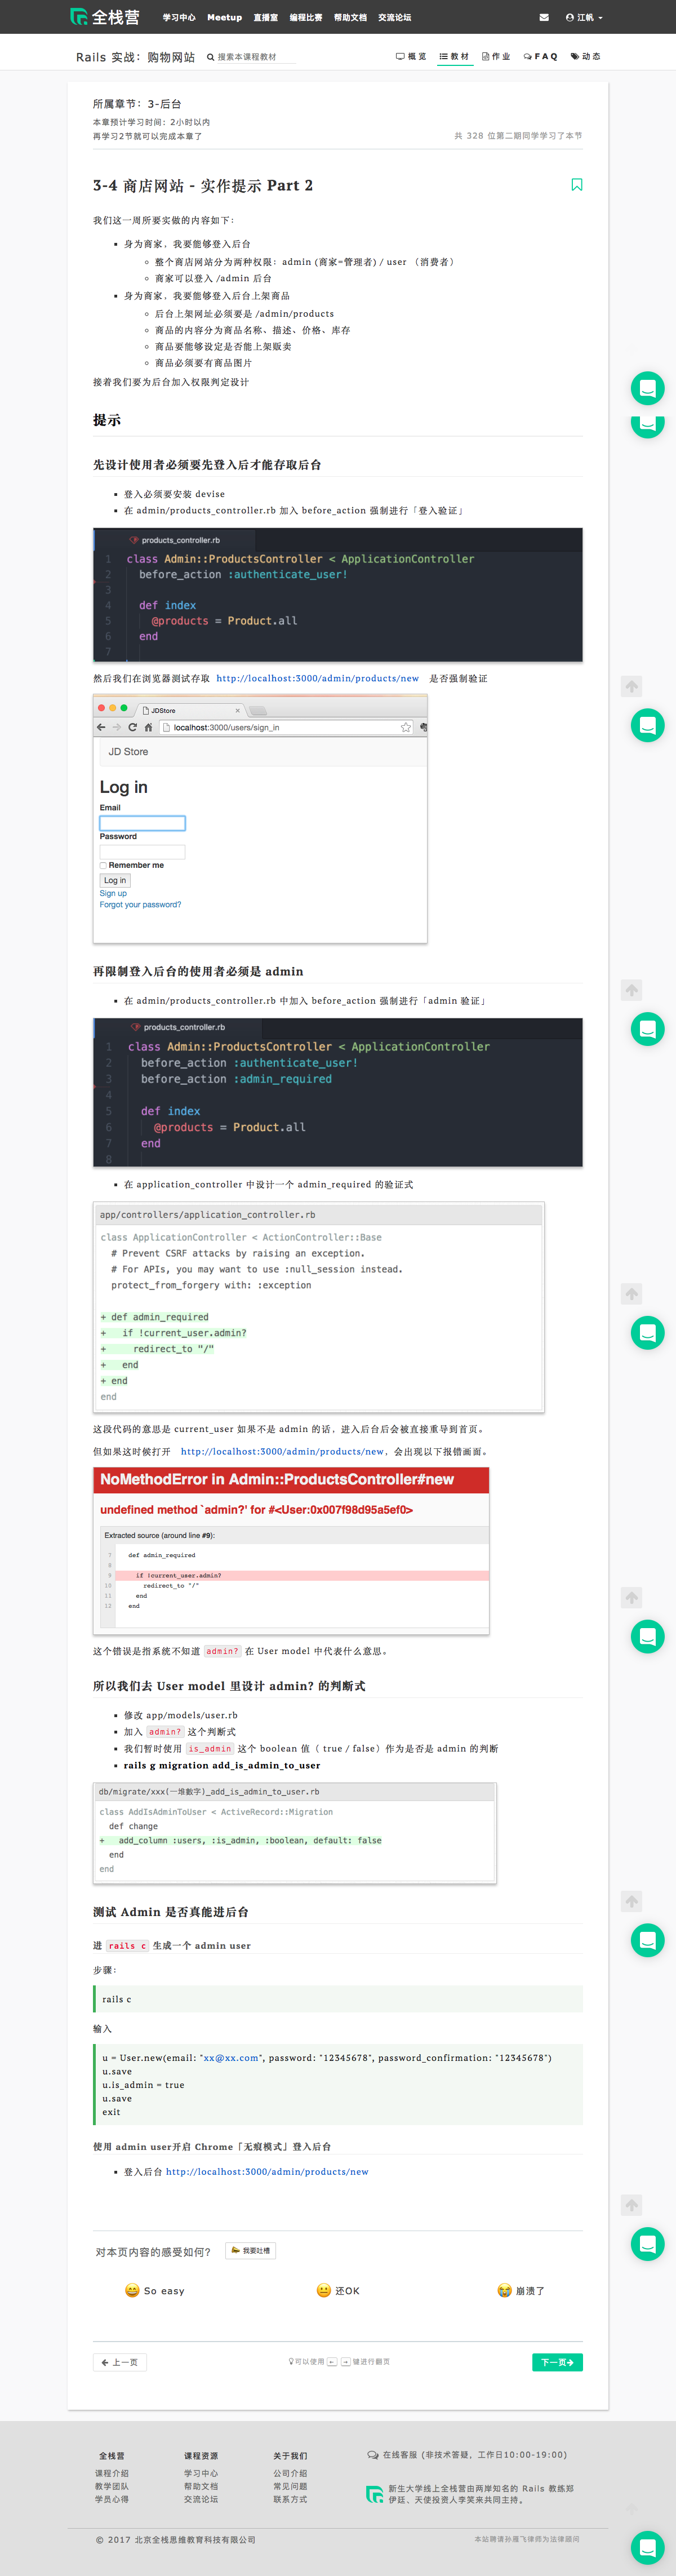 全栈营 学习中心 Meetup 直播室 编程比赛 帮助文档 交流论坛 江帆
Rails 实战：购物网站 搜索本课程教材 概览 教材 作业 FAQ 动态
所属章节：3-后台
本章预计学习时间：2小时以内
再学习2节就可以完成本章了
共 328 位第二期同学学习了本节
3-4 商店网站 - 实作提示 Part 2
我们这一周所要实做的内容如下：
身为商家，我要能够登入后台
整个商店网站分为两种权限：admin (商家=管理者) / user （消费者）
商家可以登入 /admin 后台
身为商家，我要能够登入后台上架商品
后台上架网址必须要是 /admin/products
商品的内容分为商品名称、描述、价格、库存
商品要能够设定是否能上架贩卖
商品必须要有商品图片
接着我们要为后台加入权限判定设计
提示
先设计使用者必须要先登入后才能存取后台
登入必须要安装 devise
在 admin/products_controller.rb 加入 before_action 强制进行「登入验证」
products_controller.rb
1 class Admin::ProductsController < ApplicationController
2 before_action :authenticate_user!
3
4 def index
5 @products = Product.all
6 end
7
然后我们在浏览器测试存取 http://localhost:3000/admin/products/new 是否强制验证
JDStore
localhost:3000/users/sign_in
JD Store
Log in
Email
Password
Remember me
Log in
Sign up
Forgot your password?
再限制登入后台的使用者必须是 admin
在 admin/products_controller.rb 中加入 before_action 强制进行「admin 验证」
products_controller.rb
1 class Admin::ProductsController < ApplicationController
2 before_action :authenticate_user!
3 before_action :admin_required
4
5 def index
6 @products = Product.all
7 end
8
在 application_controller 中设计一个 admin_required 的验证式
app/controllers/application_controller.rb
class ApplicationController < ActionController::Base
# Prevent CSRF attacks by raising an exception.
# For APIs, you may want to use :null_session instead.
protect_from_forgery with: :exception
+ def admin_required
+ if !current_user.admin?
+ redirect_to "/"
+ end
+ end
end
这段代码的意思是 current_user 如果不是 admin 的话，进入后台后会被直接重导到首页。
但如果这时候打开 http://localhost:3000/admin/products/new，会出现以下报错画面。
NoMethodError in Admin::ProductsController#new
undefined method `admin?' for #<User:0x007f98d95a5ef0>
Extracted source (around line #9):
7 def admin_required
8
9 if !current_user.admin?
10 redirect_to "/"
11 end
12 end
这个错误是指系统不知道 admin? 在 User model 中代表什么意思。
所以我们去 User model 里设计 admin? 的判断式
修改 app/models/user.rb
加入 admin? 这个判断式
我们暂时使用 is_admin 这个 boolean 值（ true / false）作为是否是 admin 的判断
rails g migration add_is_admin_to_user
db/migrate/xxx(一堆数字)_add_is_admin_to_user.rb
class AddIsAdminToUser < ActiveRecord::Migration
def change
+ add_column :users, :is_admin, :boolean, default: false
end
end
测试 Admin 是否真能进后台
进 rails c 生成一个 admin user
步骤：
rails c
输入
u = User.new(email: "xx@xx.com", password: "12345678", password_confirmation: "12345678")
u.save
u.is_admin = true
u.save
exit
使用 admin user开启 Chrome「无痕模式」登入后台
登入后台 http://localhost:3000/admin/products/new
对本页内容的感受如何? 我要吐槽
So easy 还OK 崩溃了
上一页 可以使用 ← → 键进行翻页 下一页
全栈营 课程资源 关于我们
课程介绍 学习中心 公司介绍
教学团队 帮助文档 常见问题
学员心得 交流论坛 联系方式
在线客服 (非技术答疑，工作日10:00-19:00)
新生大学线上全栈营由两岸知名的 Rails 教练郑
伊廷、天使投资人李笑来共同主持。
© 2017 北京全栈思维教育科技有限公司
本站聘请孙雁飞律师为法律顾问